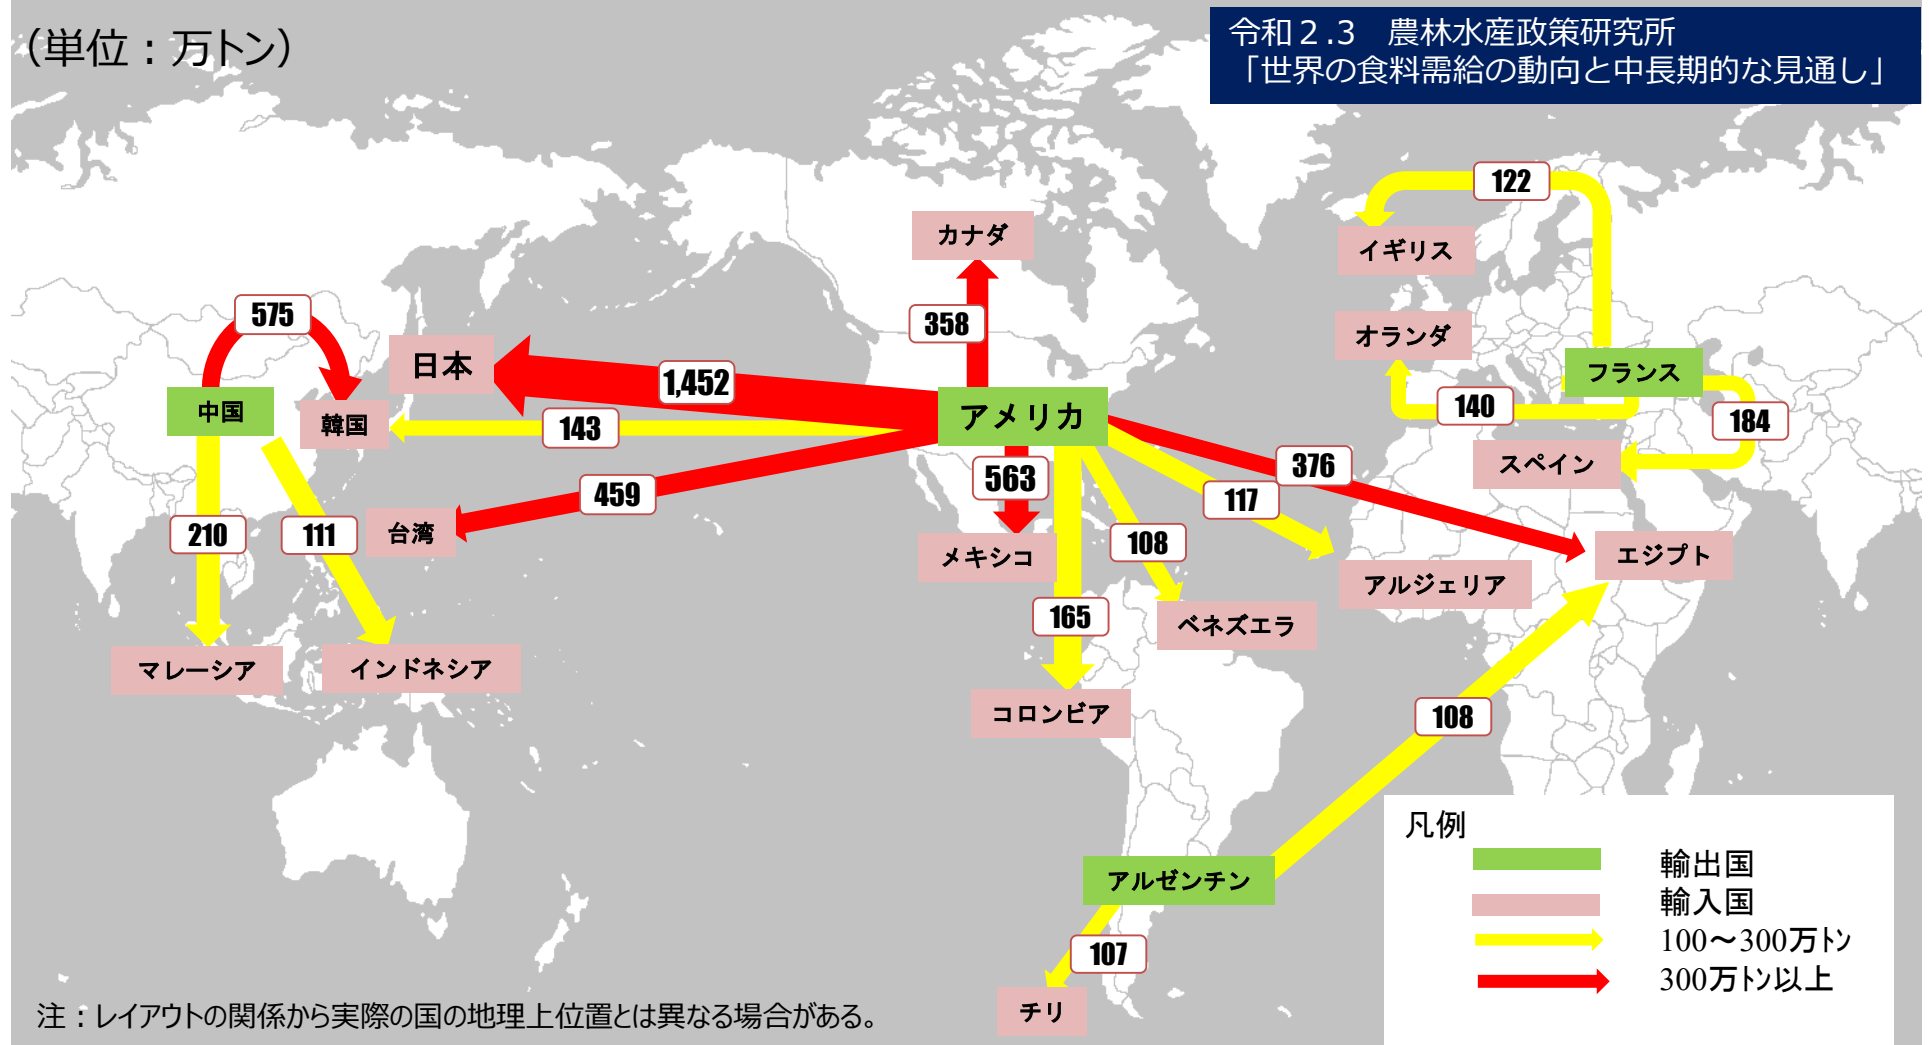 （単位：万トン）
令和２.3　農林水産政策研究所
「世界の食料需給の動向と中長期的な見通し」
122
カナダ
イギリス
575
358
オランダ
日本
1,452
フランス
中国
アメリカ
140
184
韓国
143
376
スペイン
563
459
117
210
111
台湾
108
メキシコ
エジプト
アルジェリア
165
ベネズエラ
マレーシア
インドネシア
コロンビア
108
凡例
輸出国
輸入国
100～300万トン
300万トン以上
アルゼンチン
107
チリ
注：レイアウトの関係から実際の国の地理上位置とは異なる場合がある。